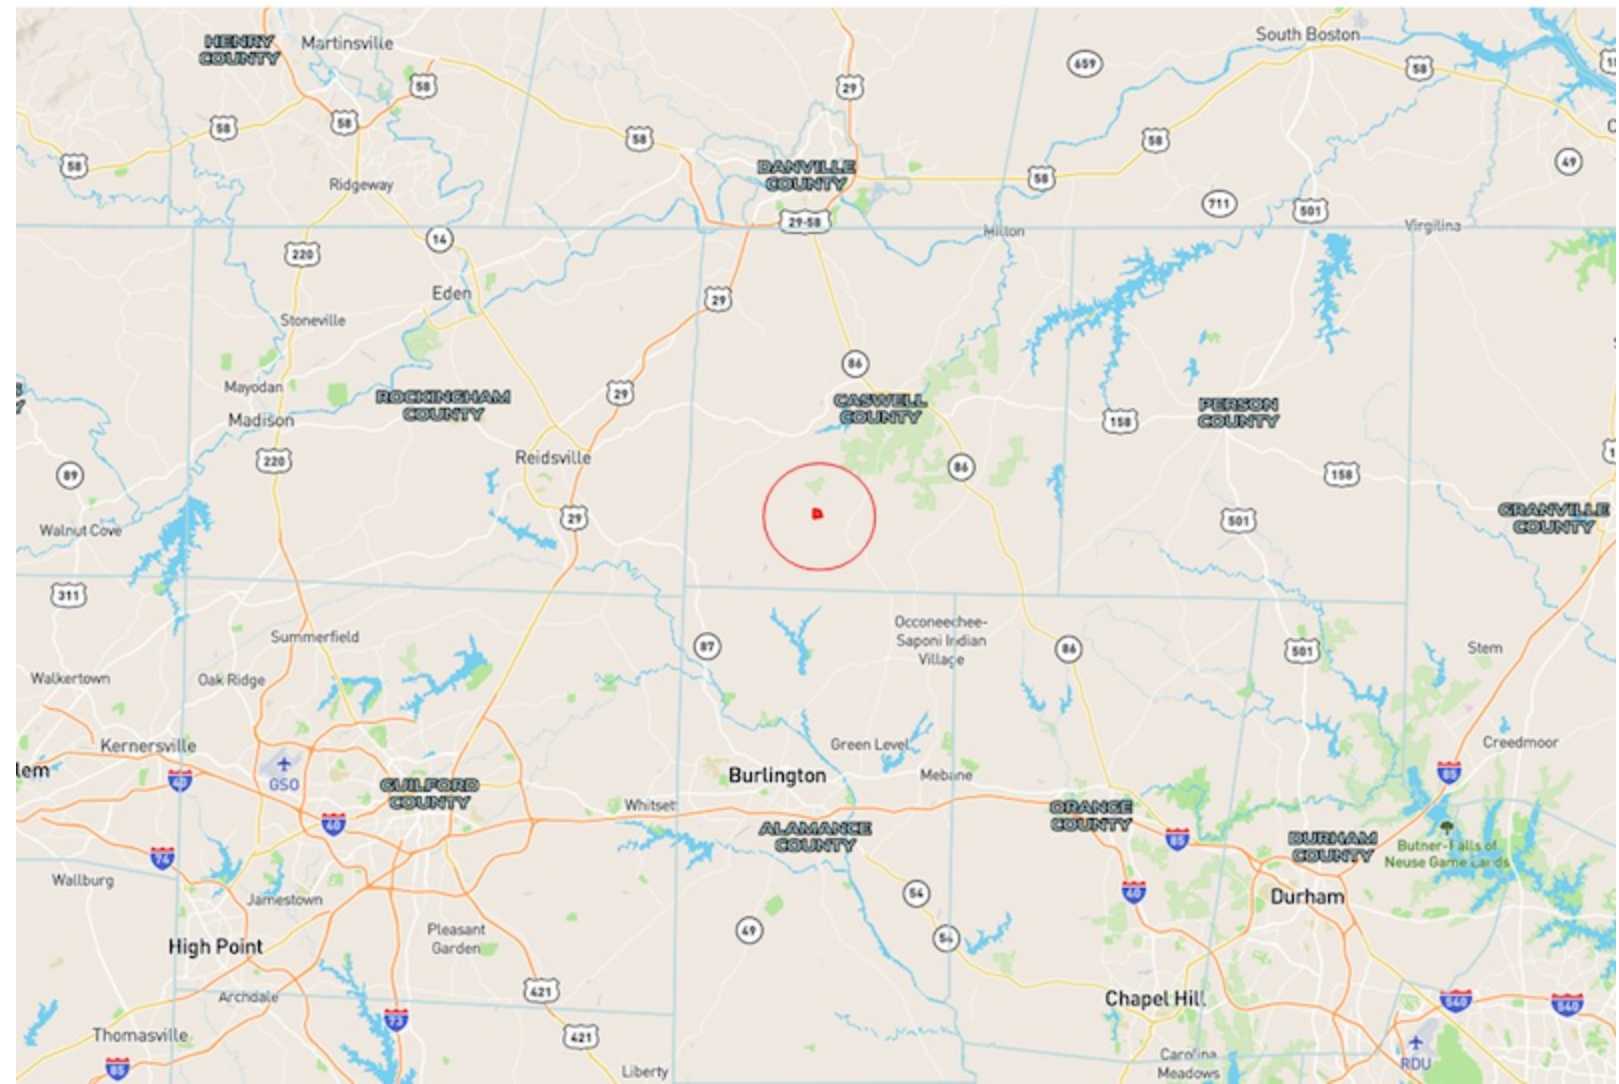 HENRY
COUNTY
Martinsville
South Boston
659
58
29
58
58
58
58
58
58
58
49
DANVILLE
COUNTY
58
Ridgeway
711
501
29-58
Milton
Virgilina
14
220
Eden
29
Stoneville
86
Mayodan
29
ROCKINGHAM
COUNTY
CASWELL
COUNTY
PERSON
COUNTY
Madison
158
Reidsville
220
86
89
158
29
501
GRANVILLE
COUNTY
Walnut Cove
311
Occoneechee-
Saponi Indian
Village
Summerfield
87
86
501
Stem
Walkertown
Oak Ridge
Kernersville
Green Level
Creedmoor
lem
GSO
40
Burlington
Mebane
85
GUILFORD
COUNTY
Whitset
ORANGE
COUNTY
40
ALAMANCE
COUNTY
85
DURHAM
COUNTY
Butner-Falls of
Neuse Game Lands
74
Wallburg
Jamestown
54
40
Durham
49
Pleasant
Garden
54
High Point
421
Archdale
Chapel Hill
540
540
73
Thomasville
421
85
Liberty
Carolina
Meadows
RDU